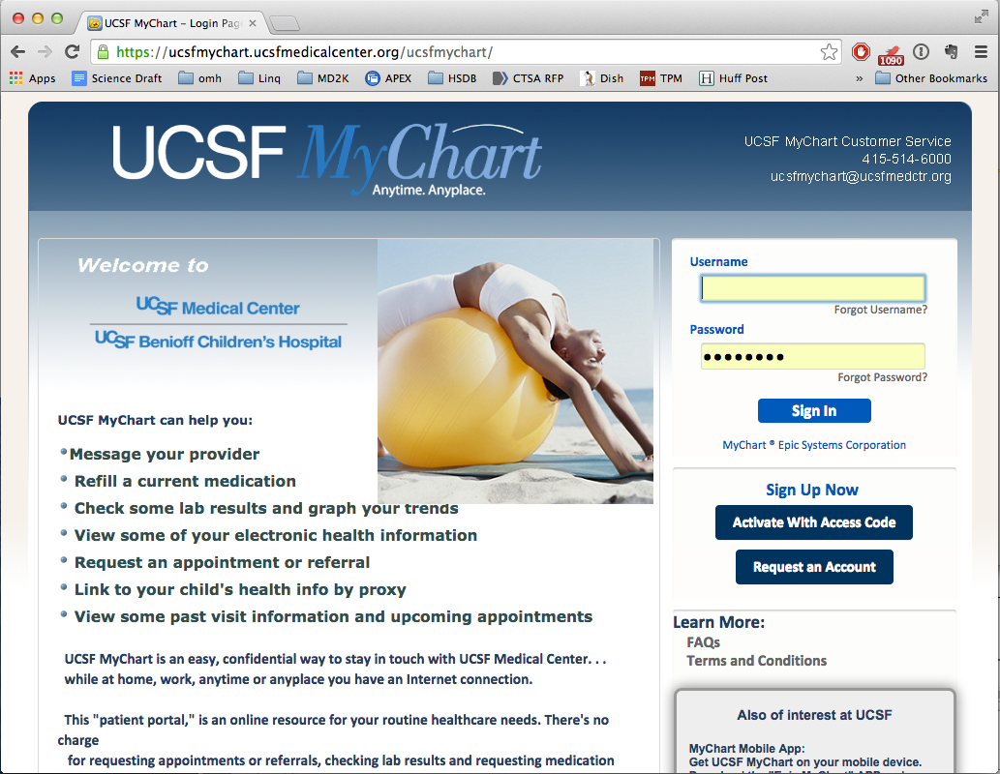 UCSF MyChart – Login Pag
https://ucsfmychart.ucsfmedicalcenter.org/ucsfmychart/
1090
Apps Science Draft omh Linq MD2K APEX HSDB CTSA RFP Dish TPM TPM H Huff Post » Other Bookmarks
UCSF MyChart
Anytime. Anyplace.
UCSF MyChart Customer Service
415-514-6000
ucsfmychart@ucsfmedctr.org
Welcome to
UCSF Medical Center
UCSF Benioff Children's Hospital
UCSF MyChart can help you:
Message your provider
Refill a current medication
Check some lab results and graph your trends
View some of your electronic health information
Request an appointment or referral
Link to your child's health info by proxy
View some past visit information and upcoming appointments
UCSF MyChart is an easy, confidential way to stay in touch with UCSF Medical Center. . .
while at home, work, anytime or anyplace you have an Internet connection.
This "patient portal," is an online resource for your routine healthcare needs. There's no
charge
for requesting appointments or referrals, checking lab results and requesting medication
Username
Forgot Username?
Password
Forgot Password?
Sign In
MyChart ® Epic Systems Corporation
Sign Up Now
Activate With Access Code
Request an Account
Learn More:
FAQs
Terms and Conditions
Also of interest at UCSF
MyChart Mobile App:
Get UCSF MyChart on your mobile device.